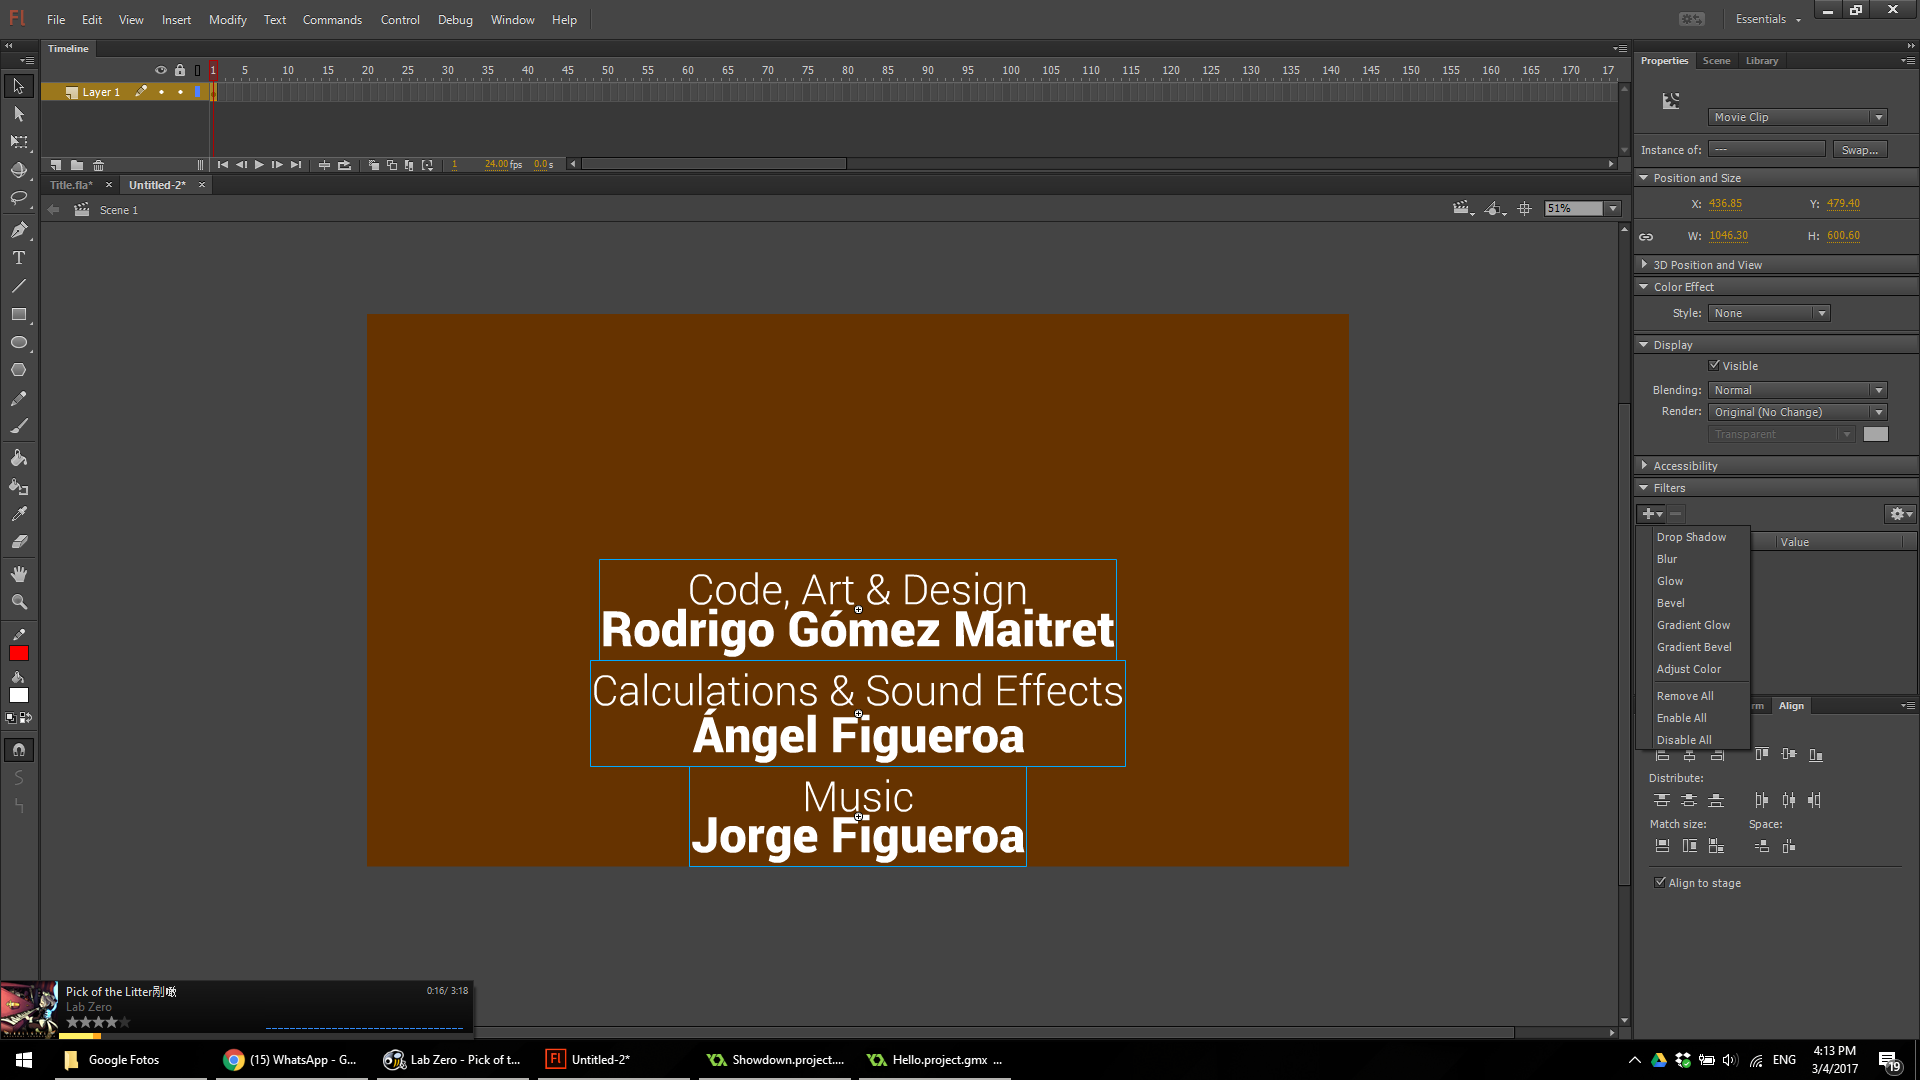 Fl File Edit View Insert Modify Commands Text Control Debug Window Help Essentials
Timeline
1 5 10 15 20 25 30 35 40 45 50 55 60 65 70 75 80 85 90 95 100 105 110 115 120 125 130 135 140 145 150 155 160 165 170 17
Layer 1
1 24.00 fps 0.0 s
Title.fla* Untitled-2*
Scene 1
51%
Code, Art & Design
Rodrigo Gómez Maitret
Calculations & Sound Effects
Ángel Figueroa
Music
Jorge Figueroa
Properties Scene Library
Movie Clip
Instance of: --- Swap...
Position and Size
X: 436.85 Y: 479.40
W: 1046.30 H: 600.60
3D Position and View
Color Effect
Style: None
Display
Visible
Blending: Normal
Render: Original (No Change)
Transparent
Accessibility
Filters
Value
Drop Shadow
Blur
Glow
Bevel
Gradient Glow
Gradient Bevel
Adjust Color
Remove All
Enable All
Disable All
rm Align
Distribute:
Match size: Space:
Align to stage
Pick of the Litter
0:16/ 3:18
Lab Zero
Google Fotos
(15) WhatsApp - G...
Lab Zero - Pick of t...
Fl Untitled-2*
Showdown.project....
Hello.project.gmx ...
ENG
4:13 PM
3/4/2017
19